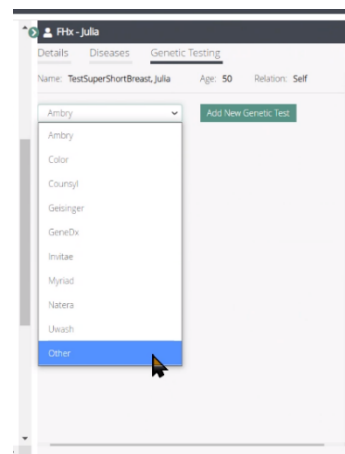 FHx - Julia
Details Diseases Genetic Testing
Name: TestSuperShortBreast, Julia Age: 50 Relation: Self
Ambry Add New Genetic Test
Ambry
Color
Counsyl
Geisinger
GeneDx
Invitae
Myriad
Natera
Uwash
Other